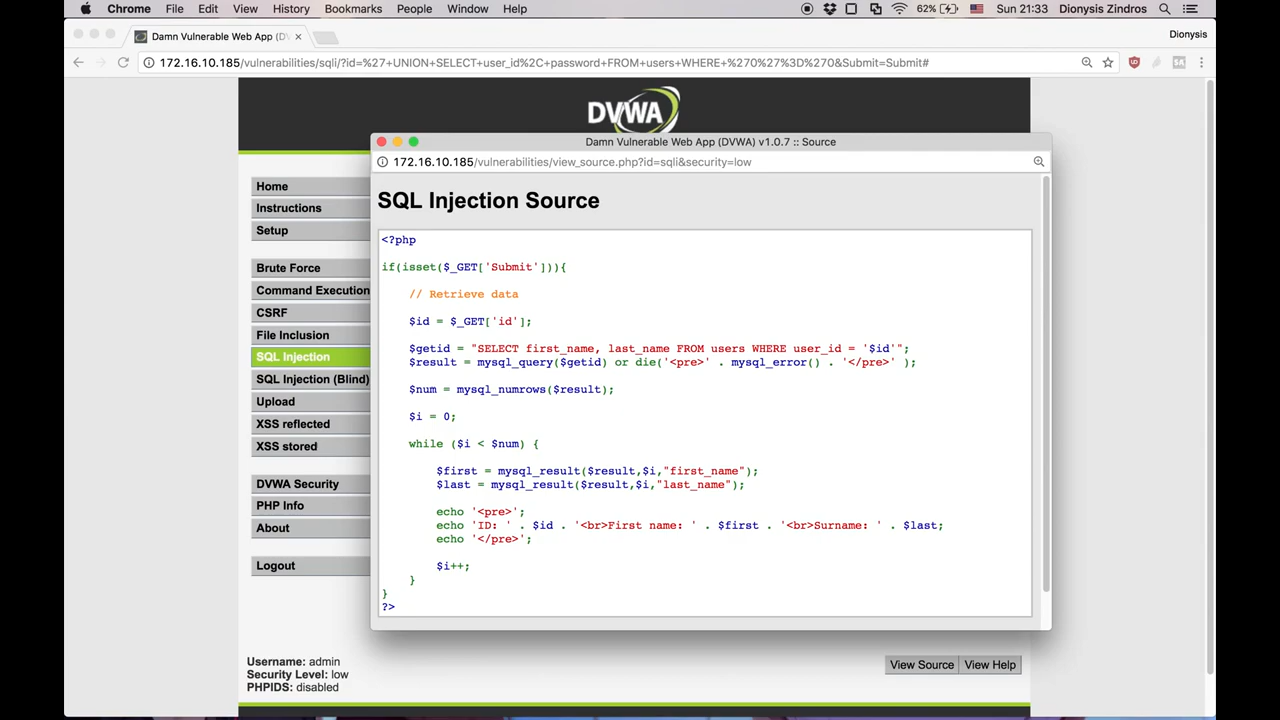 Chrome File Edit View History Bookmarks People Window Help 62% Sun 21:33 Dionysis Zindros
Damn Vulnerable Web App (DV
Dionysis
172.16.10.185/vulnerabilities/sqli/?id=%27+UNION+SELECT+user_id%2C+password+FROM+users+WHERE+%270%27%3D%270&Submit=Submit#
DVWA
Damn Vulnerable Web App (DVWA) v1.0.7 :: Source
172.16.10.185/vulnerabilities/view_source.php?id=sqli&security=low
Home
Instructions
Setup
Brute Force
Command Execution
CSRF
File Inclusion
SQL Injection
SQL Injection (Blind)
Upload
XSS reflected
XSS stored
DVWA Security
PHP Info
About
Logout
SQL Injection Source
<?php
if(isset($_GET['Submit'])){
// Retrieve data
$id = $_GET['id'];
$getid = "SELECT first_name, last_name FROM users WHERE user_id = '$id'";
$result = mysql_query($getid) or die('<pre>' . mysql_error() . '</pre>' );
$num = mysql_numrows($result);
$i = 0;
while ($i < $num) {
$first = mysql_result($result,$i,"first_name");
$last = mysql_result($result,$i,"last_name");
echo '<pre>';
echo 'ID: ' . $id . '<br>First name: ' . $first . '<br>Surname: ' . $last;
echo '</pre>';
$i++;
}
}
?>
Username: admin
Security Level: low
PHPIDS: disabled
View Source View Help